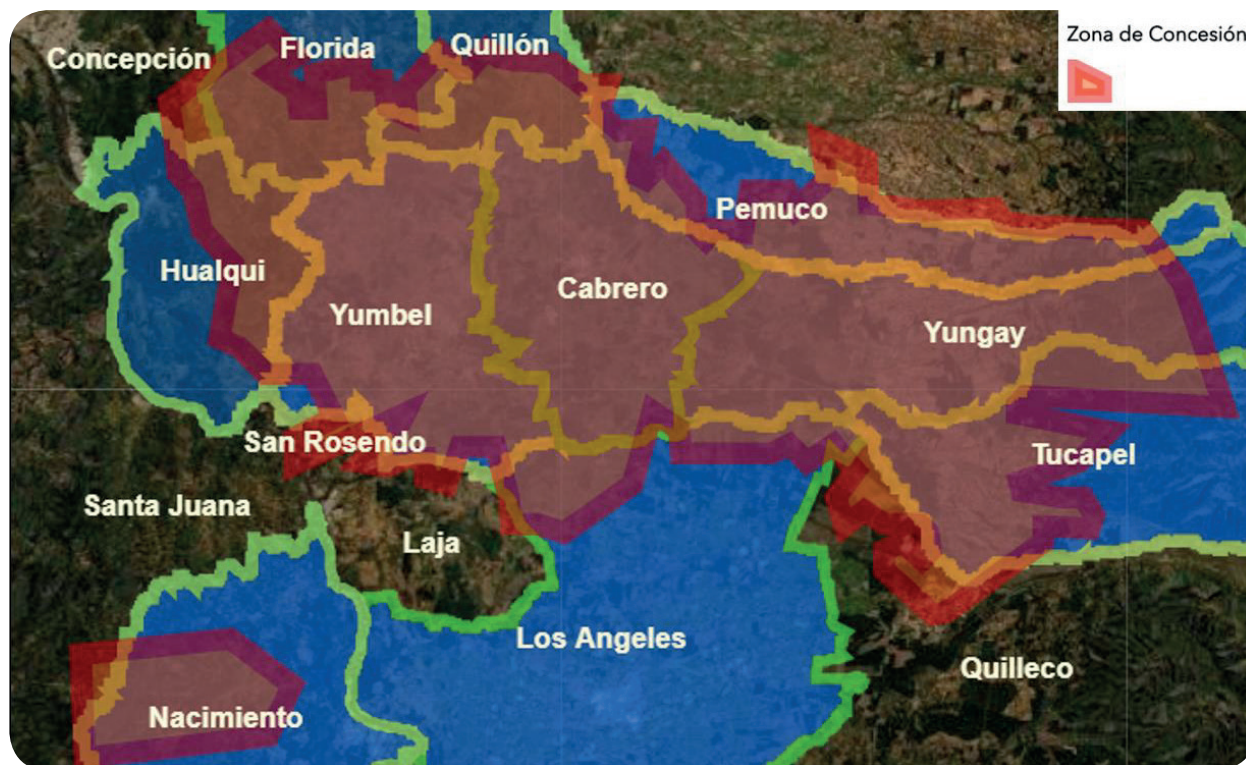 Zona de Concesión
Concepción
Florida
Quillón
Pemuco
Hualqui
Yumbel
Cabrero
Yungay
San Rosendo
Tucapel
Santa Juana
Laja
Los Angeles
Quilleco
Nacimiento